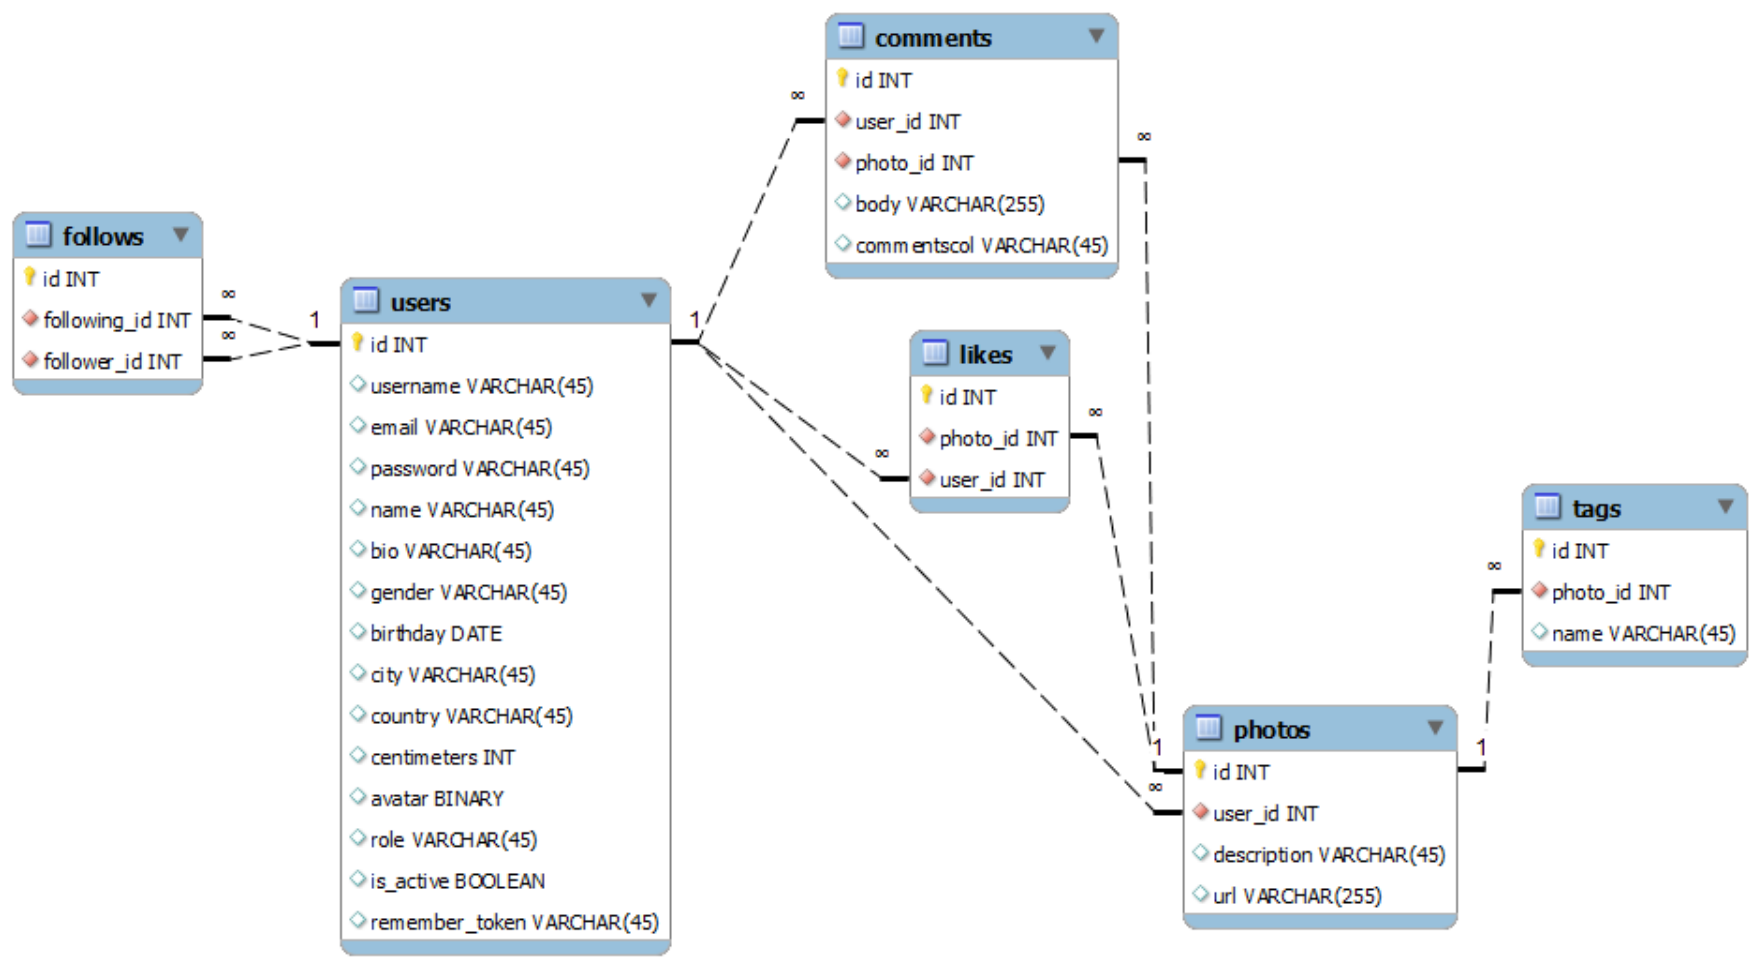 comments
id INT
user_id INT
photo_id INT
body VARCHAR(255)
commentscol VARCHAR(45)
∞
∞
follows
id INT
following_id INT
follower_id INT
∞
∞
1
users
id INT
username VARCHAR(45)
email VARCHAR(45)
password VARCHAR(45)
name VARCHAR(45)
bio VARCHAR(45)
gender VARCHAR(45)
birthday DATE
city VARCHAR(45)
country VARCHAR(45)
centimeters INT
avatar BINARY
role VARCHAR(45)
is_active BOOLEAN
remember_token VARCHAR(45)
1
likes
id INT
photo_id INT
user_id INT
∞
∞
tags
id INT
photo_id INT
name VARCHAR(45)
∞
photos
id INT
user_id INT
description VARCHAR(45)
url VARCHAR(255)
1
∞
1